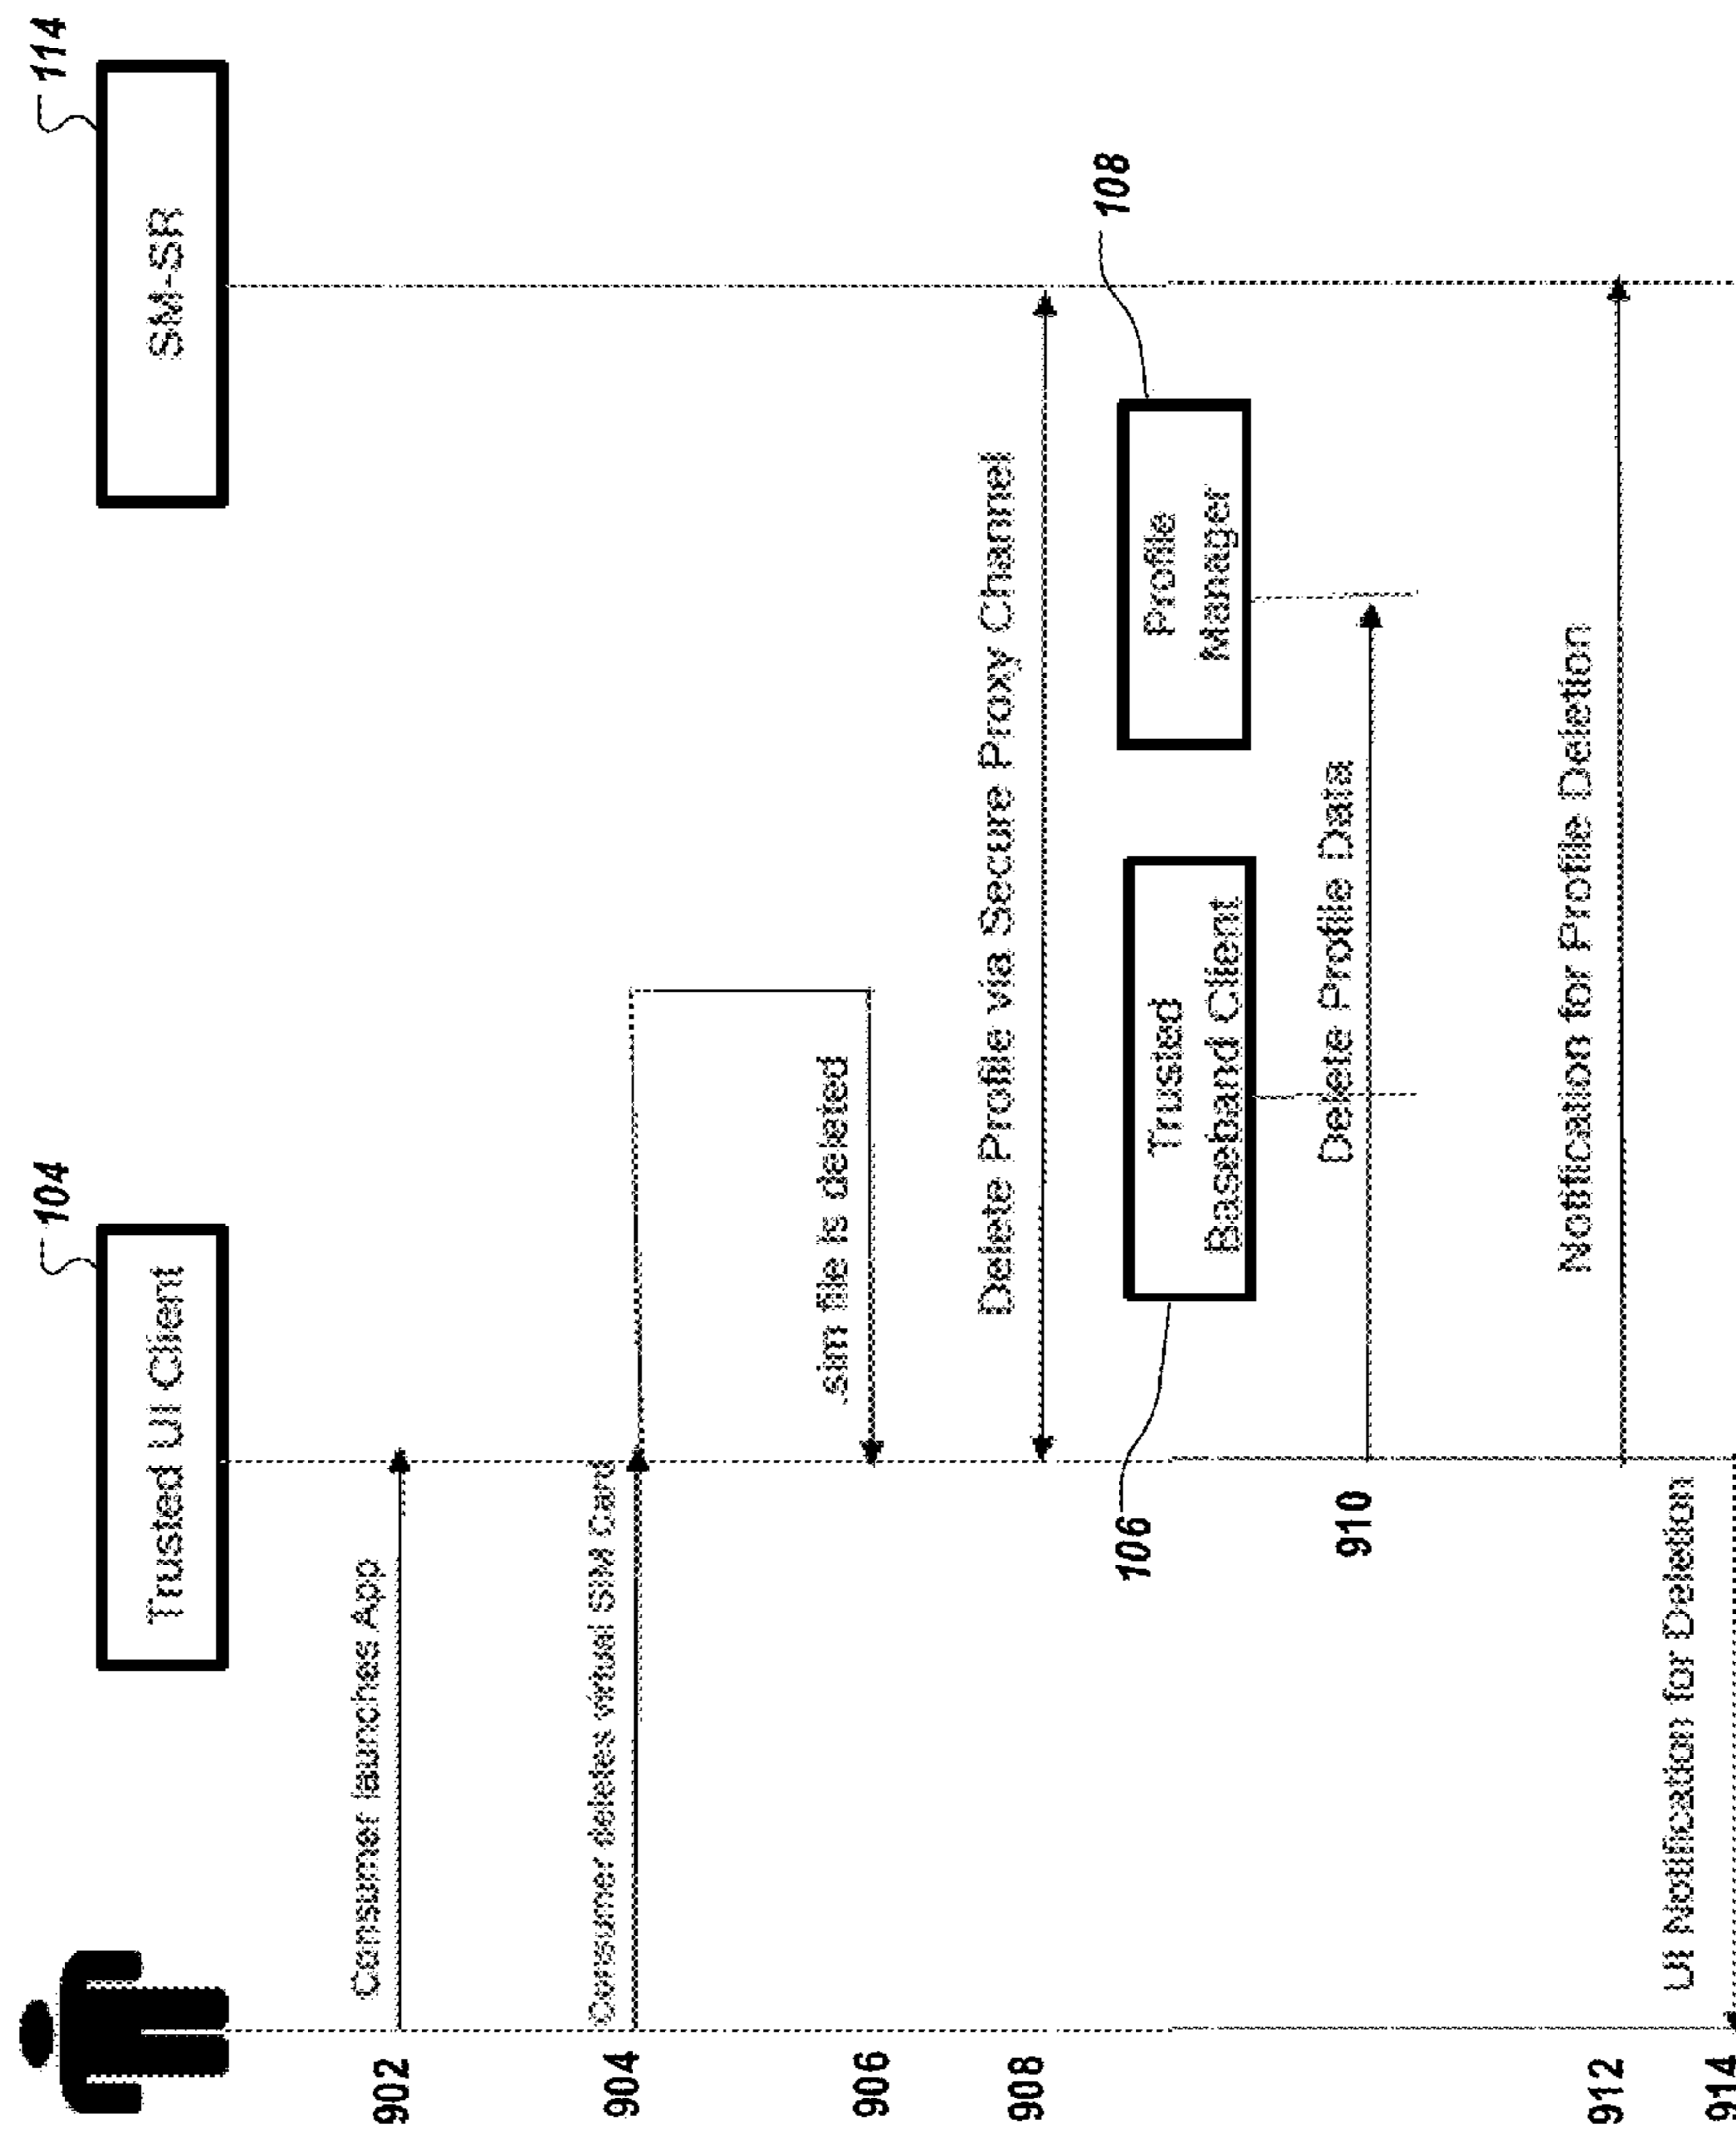 104
114
Trusted UI Client
SM-SR
902
Consumer launches App
904
Consumer deletes virtual SIM Card
906
.sim file is deleted
908
Delete Profile via Secure Proxy Channel
106
108
Trusted
Baseband Client
Profile
Manager
910
Delete Profile Data
912
Notification for Profile Deletion
914
UI Notification for Deletion